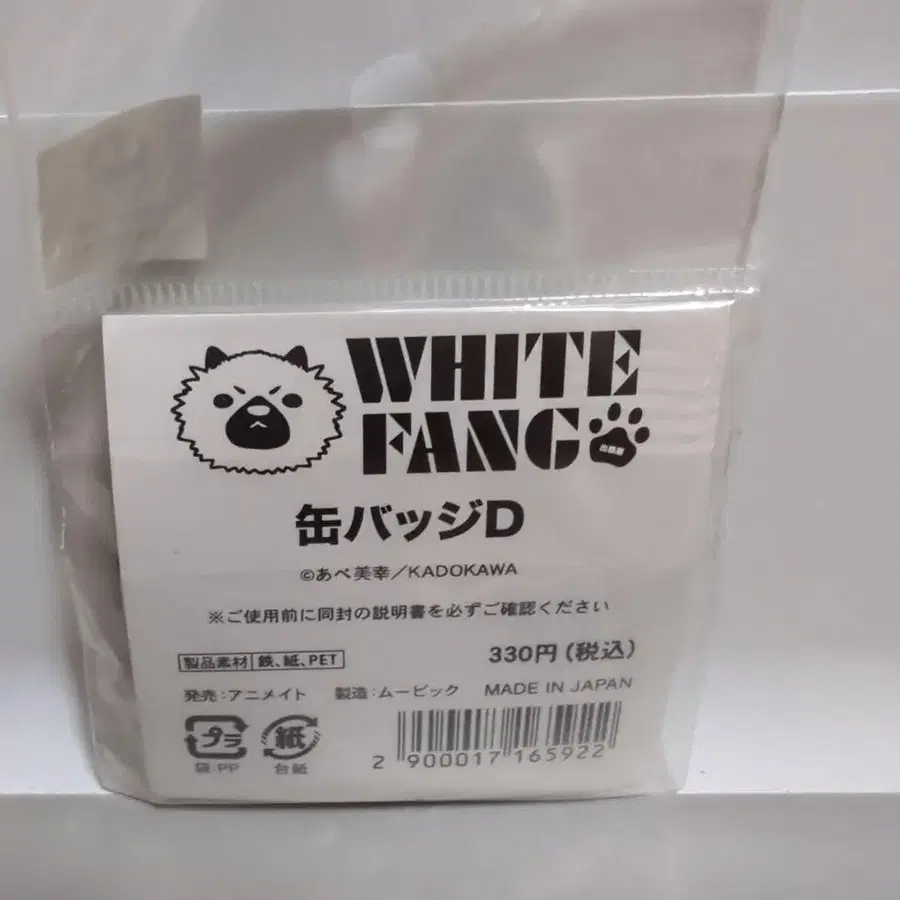 WHITE
FANG
出張版
缶バッジD
©あべ美幸／KADOKAWA
※ご使用前に同封の説明書を必ずご確認ください
製品素材 鉄、紙、PET
330円（税込）
発売：アニメイト 製造：ムービック MADE IN JAPAN
プラ
紙
袋:PP
台紙
2 900017 165922